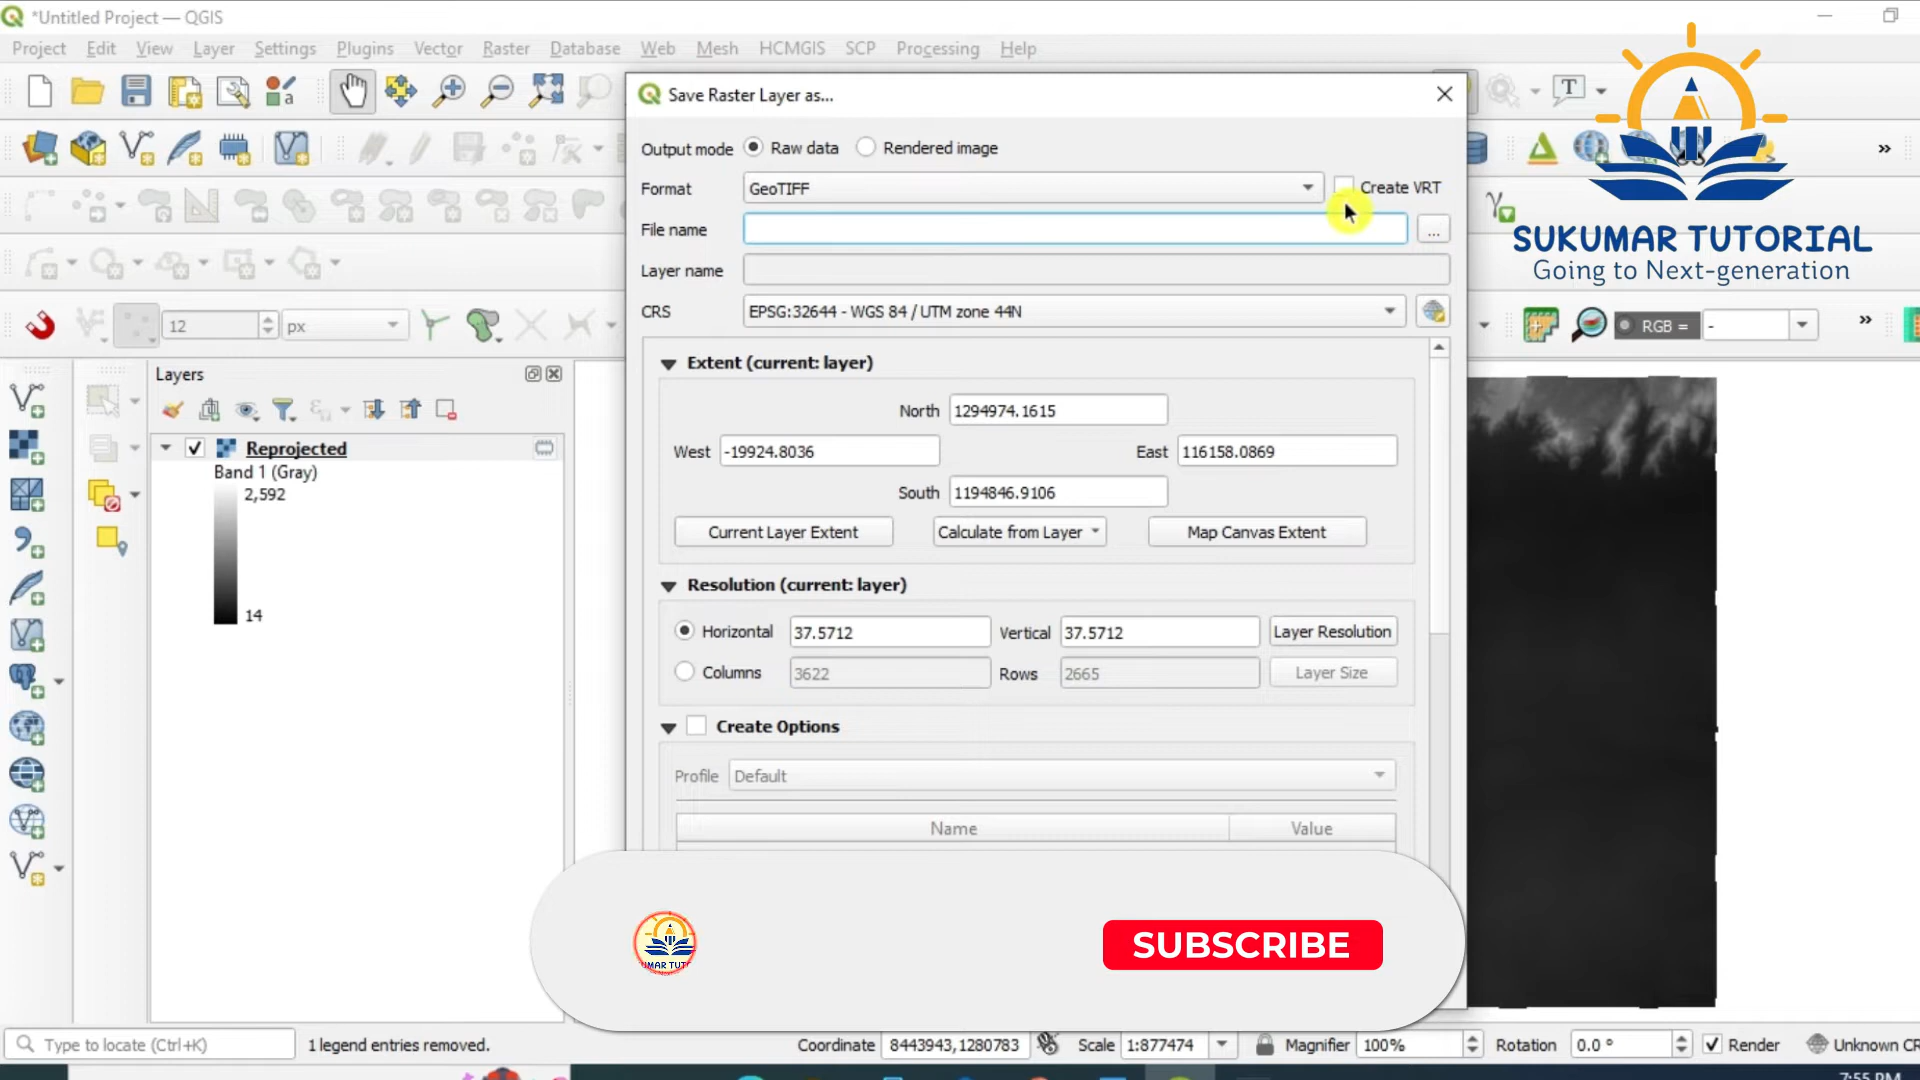 *Untitled Project — QGIS
Project Edit View Layer Settings Plugins Vector Raster Database Web Mesh HCMGIS SCP Processing Help
Save Raster Layer as...
Output mode Raw data Rendered image
Format GeoTIFF Create VRT
File name ...
Layer name
CRS EPSG:32644 - WGS 84 / UTM zone 44N
SUKUMAR TUTORIAL
Going to Next-generation
12 px
RGB = -
Layers
Reprojected
Band 1 (Gray)
2,592
14
Extent (current: layer)
North 1294974.1615
West -19924.8036 East 116158.0869
South 1194846.9106
Current Layer Extent Calculate from Layer Map Canvas Extent
Resolution (current: layer)
Horizontal 37.5712 Vertical 37.5712 Layer Resolution
Columns 3622 Rows 2665 Layer Size
Create Options
Profile Default
Name Value
SUBSCRIBE
Type to locate (Ctrl+K) 1 legend entries removed. Coordinate 8443943,1280783 Scale 1:877474 Magnifier 100% Rotation 0.0 ° Render Unknown CR
7:55 PM